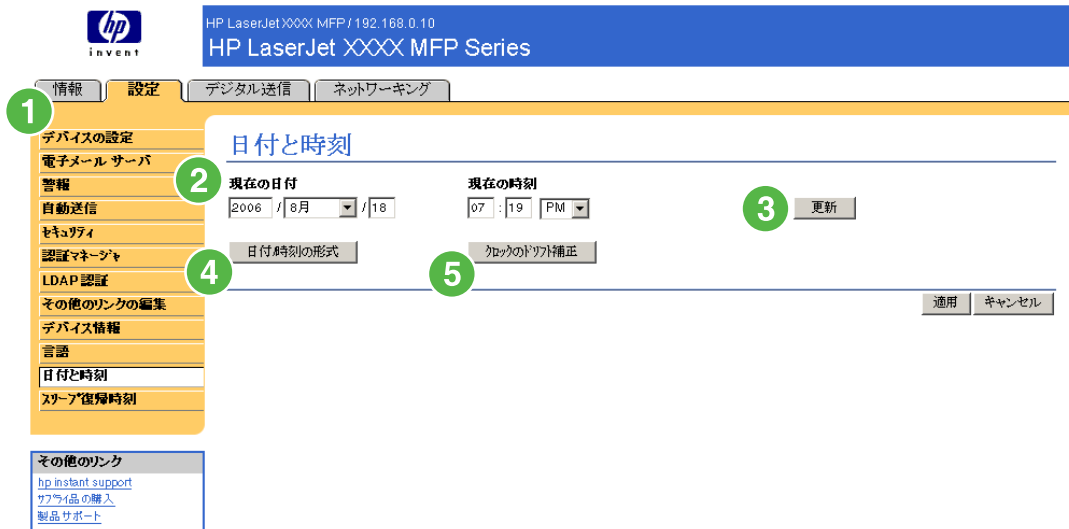 hp
invent
HP LaserJet XXXX MFP / 192.168.0.10
HP LaserJet XXXX MFP Series
情報 設定 デジタル送信 ネットワーキング
1
デバイスの設定
電子メール サーバ
警報
自動送信
セキュリティ
認証マネージャ
LDAP 認証
その他のリンクの編集
デバイス情報
言語
日付と時刻
スリープ復帰時刻
その他のリンク
hp instant support
サプライ品の購入
製品サポート
日付と時刻
2
現在の日付 現在の時刻
2006 / 8月 / 18 07 : 19 PM
3
更新
4
日付/時刻の形式
5
クロックのドリフト補正
適用 キャンセル